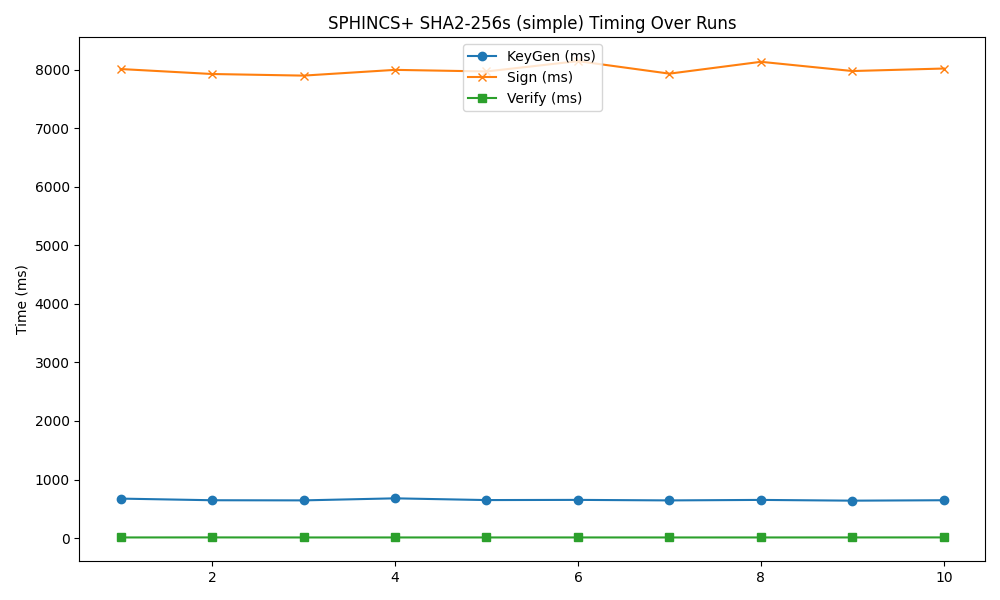 SPHINCS+ SHA2-256s (simple) Timing Over Runs
KeyGen (ms)
Sign (ms)
Verify (ms)
Time (ms)
8000
7000
6000
5000
4000
3000
2000
1000
0
2 4 6 8 10